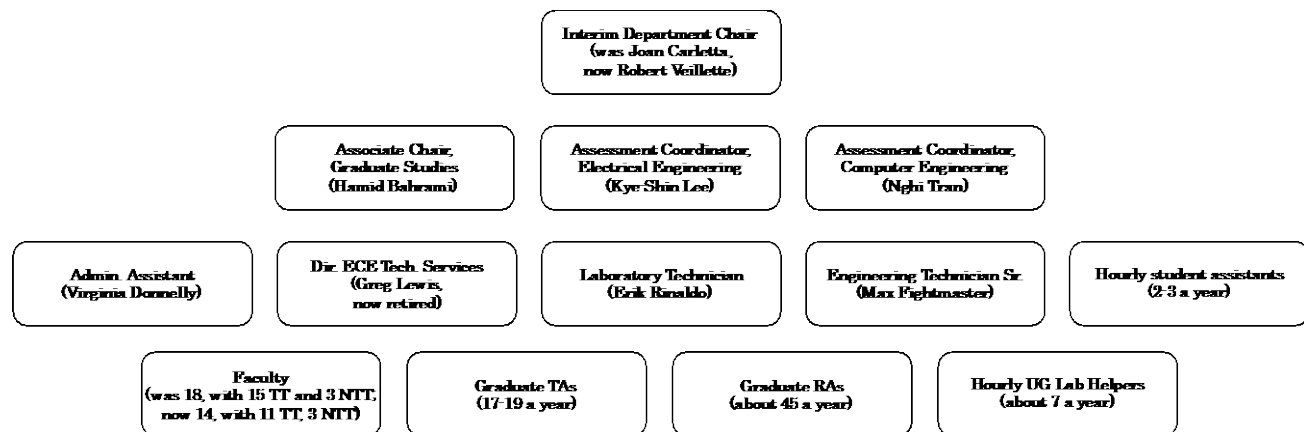 Interim Department Chair
(was Joan Carletta,
now Robert Veillette)
Associate Chair,
Graduate Studies
(Hamid Bahrami)
Assessment Coordinator,
Electrical Engineering
(Kye-Shin Lee)
Assessment Coordinator,
Computer Engineering
(Nghi Tran)
Admin. Assistant
(Virginia Donnelly)
Dir. ECE Tech. Services
(Greg Lewis,
now retired)
Laboratory Technician
(Erik Rinaldo)
Engineering Technician Sr.
(Max Fightmaster)
Hourly student assistants
(2-3 a year)
Faculty
(was 18, with 15 TT and 3 NTT;
now 14, with 11 TT, 3 NTT)
Graduate TAs
(17-19 a year)
Graduate RAs
(about 45 a year)
Hourly UG Lab Helpers
(about 7 a year)